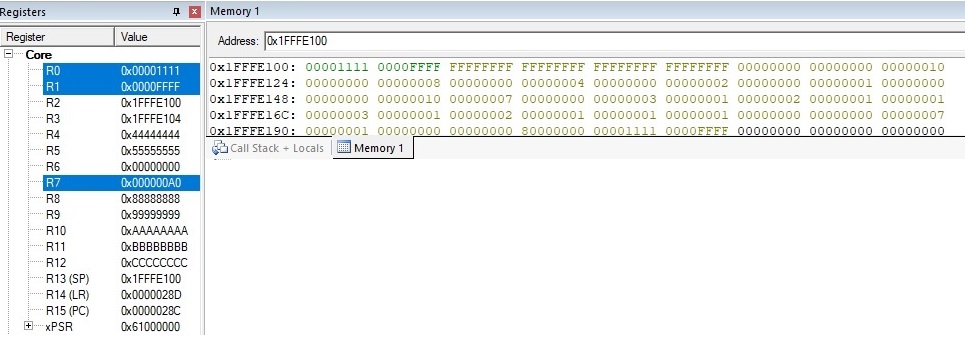 Registers
Register Value
Core
R0 0x00001111
R1 0x0000FFFF
R2 0x1FFFE100
R3 0x1FFFE104
R4 0x44444444
R5 0x55555555
R6 0x00000000
R7 0x000000A0
R8 0x88888888
R9 0x99999999
R10 0xAAAAAAAA
R11 0xBBBBBBBB
R12 0xCCCCCCCC
R13 (SP) 0x1FFFE100
R14 (LR) 0x0000028D
R15 (PC) 0x0000028C
xPSR 0x61000000
Memory 1
Address: 0x1FFFE100
0x1FFFE100: 00001111 0000FFFF FFFFFFFF FFFFFFFF FFFFFFFF FFFFFFFF 00000000 00000000 00000010
0x1FFFE124: 00000000 00000008 00000000 00000004 00000000 00000002 00000000 00000001 00000000
0x1FFFE148: 00000000 00000010 00000007 00000000 00000003 00000001 00000002 00000001 00000001
0x1FFFE16C: 00000003 00000001 00000002 00000001 00000001 00000001 00000000 00000000 00000007
0x1FFFE190: 00000001 00000000 00000000 80000000 00001111 0000FFFF 00000000 00000000 00000000
Call Stack + Locals Memory 1